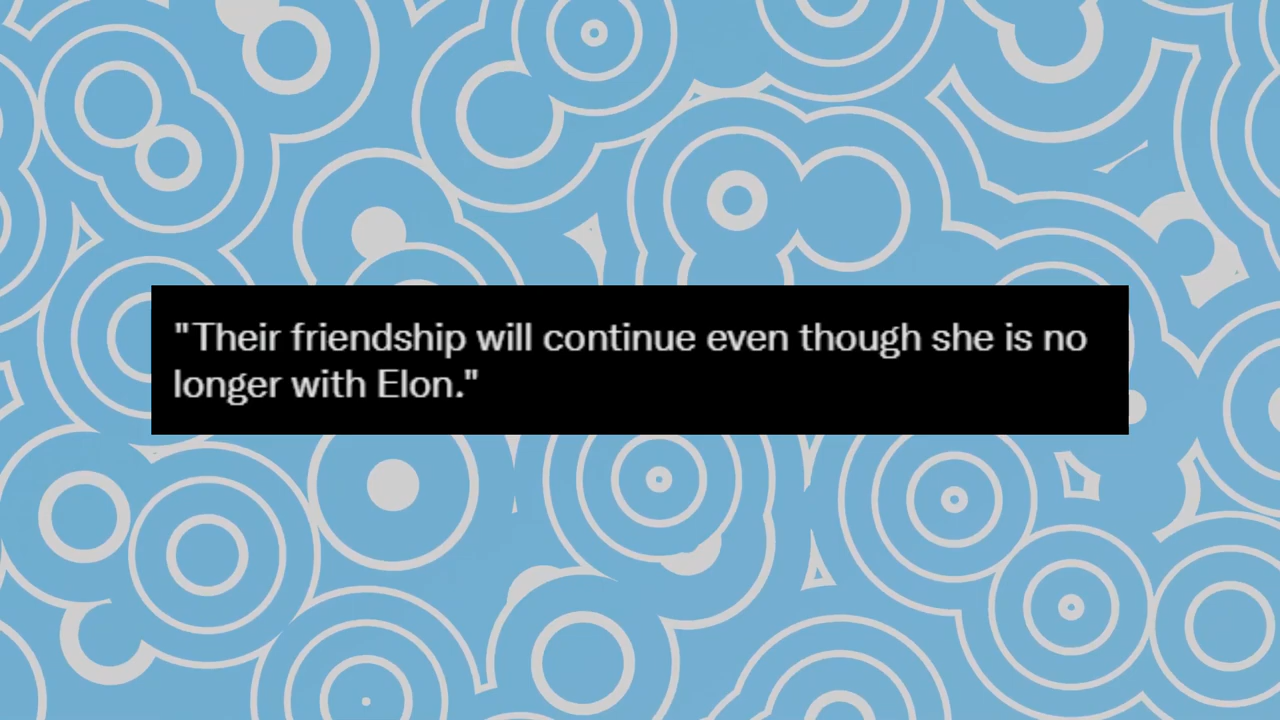 "Their friendship will continue even though she is no
longer with Elon."